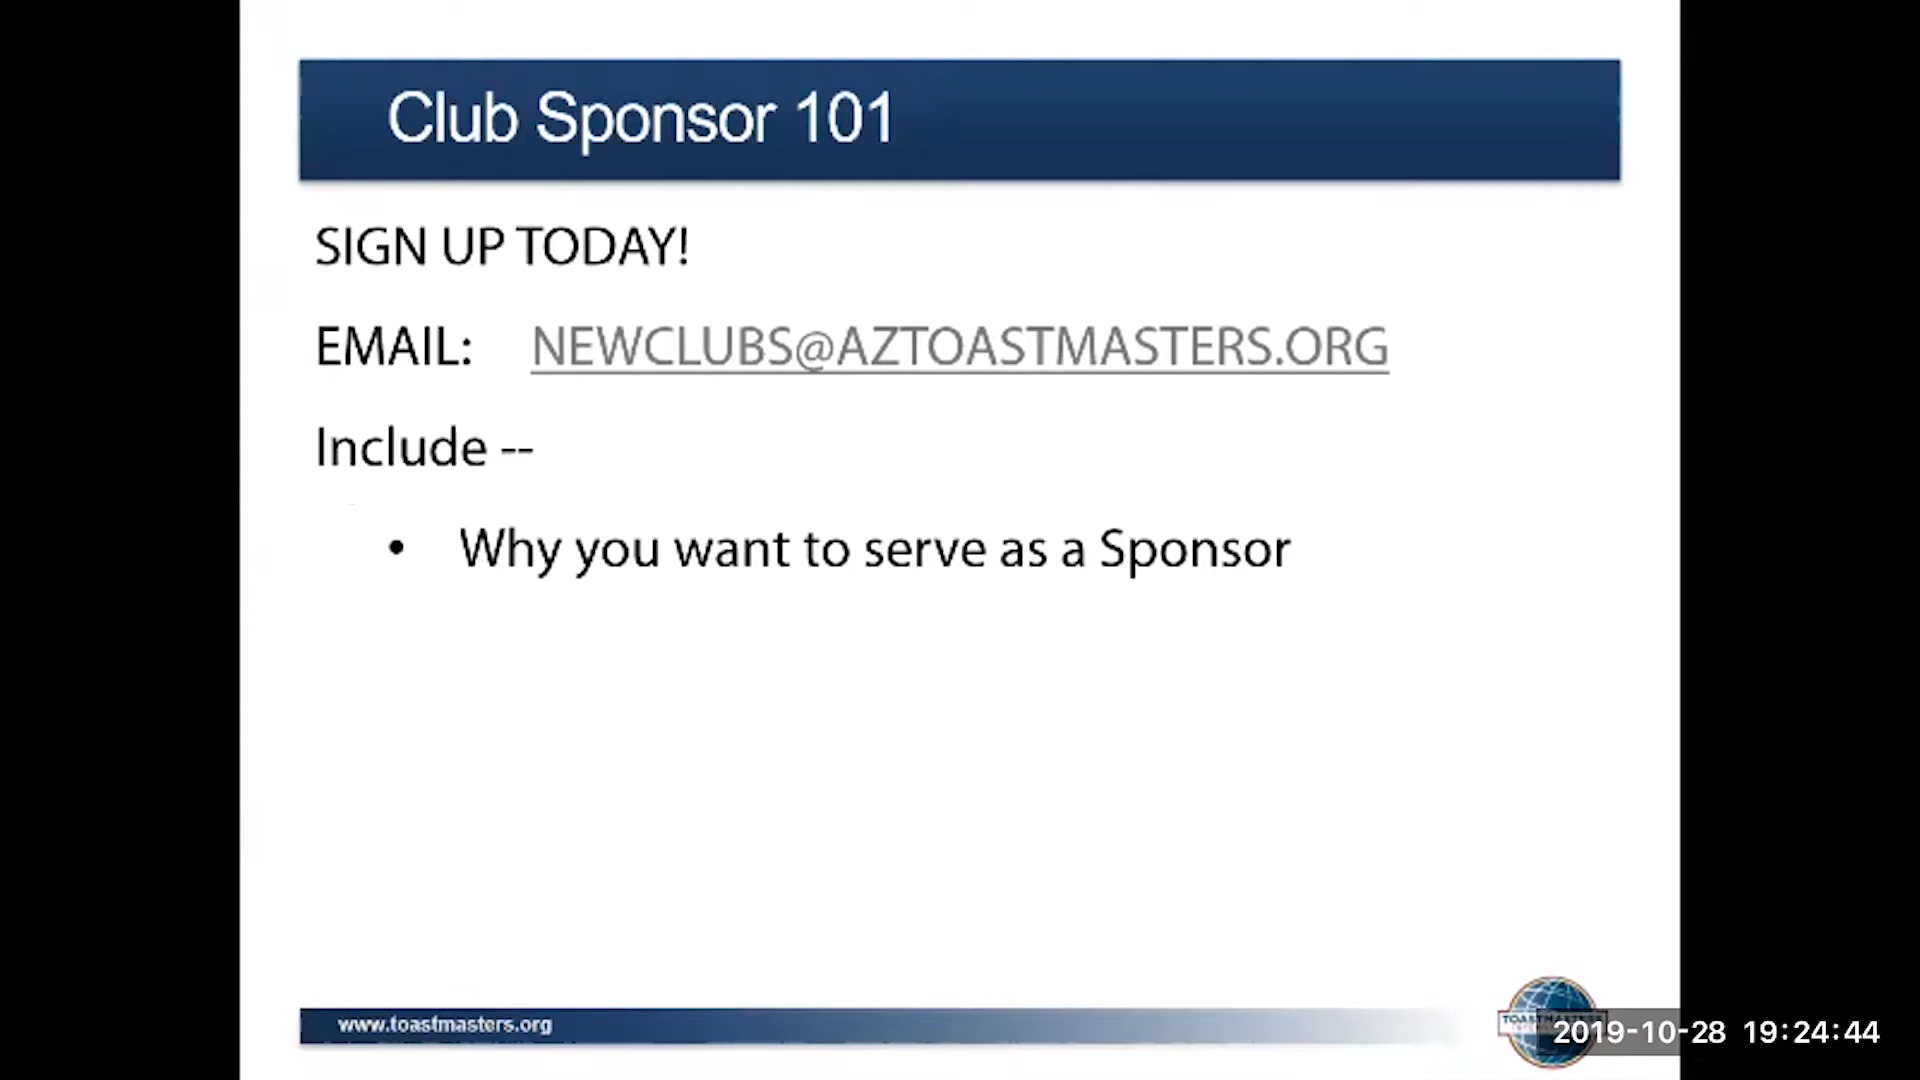 Club Sponsor 101
SIGN UP TODAY!
EMAIL: NEWCLUBS@AZTOASTMASTERS.ORG
Include --
• Why you want to serve as a Sponsor
www.toastmasters.org
TOASTMASTERS
2019-10-28 19:24:44